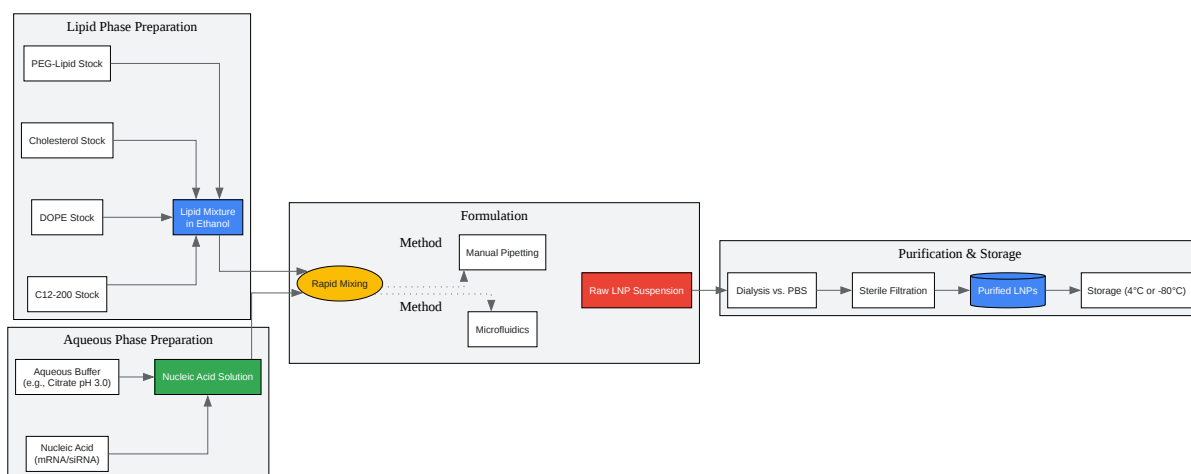 Lipid Phase Preparation
PEG-Lipid Stock
Cholesterol Stock
DOPE Stock
Lipid Mixture
in Ethanol
C12-200 Stock
Aqueous Phase Preparation
Aqueous Buffer
(e.g., Citrate pH 3.0)
Nucleic Acid Solution
Nucleic Acid
(mRNA/siRNA)
Formulation
Rapid Mixing
Method
Manual Pipetting
Method
Microfluidics
Raw LNP Suspension
Purification & Storage
Dialysis vs. PBS
Sterile Filtration
Purified LNPs
Storage (4°C or -80°C)